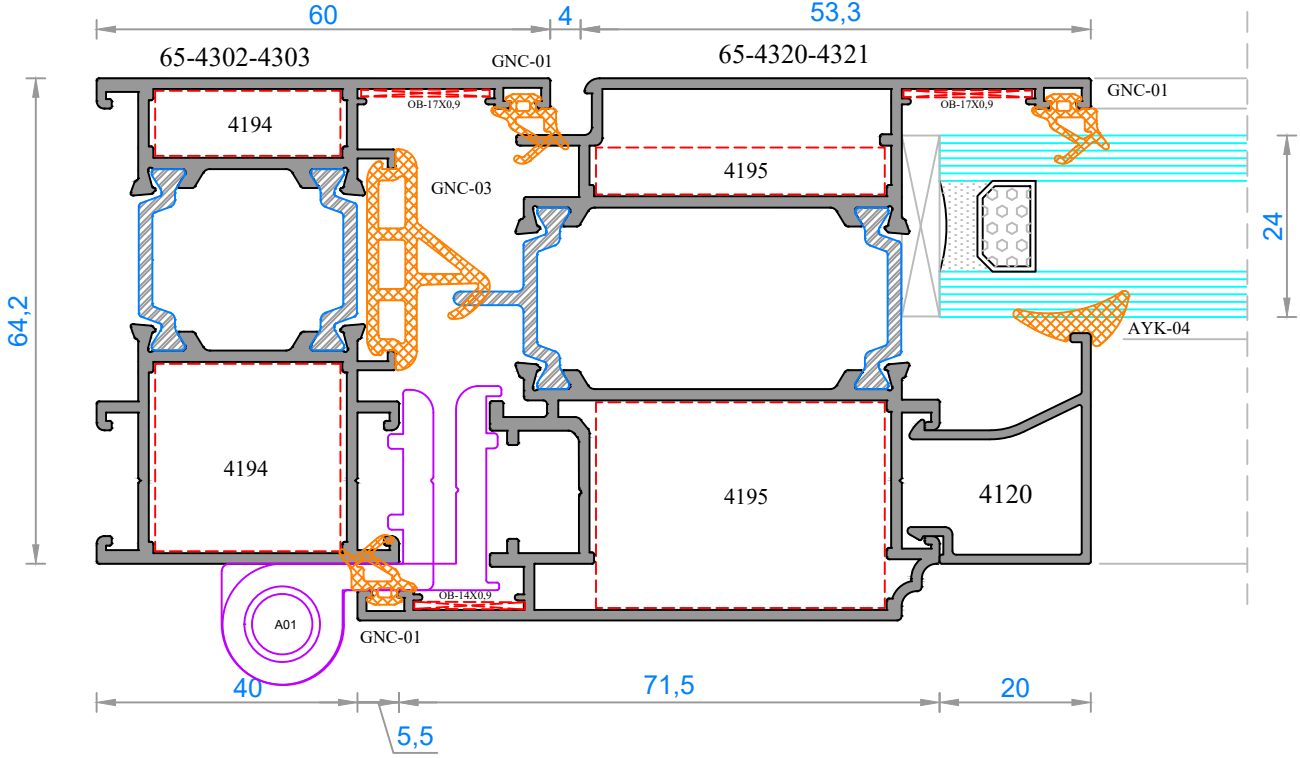 60
4
53,3
65-4302-4303
GNC-01
65-4320-4321
GNC-01
OB-17X0,9
OB-17X0,9
4194
4195
GNC-03
24
64,2
AYK-04
4194
4195
4120
OB-14X0,9
A01
GNC-01
40
71,5
20
5,5